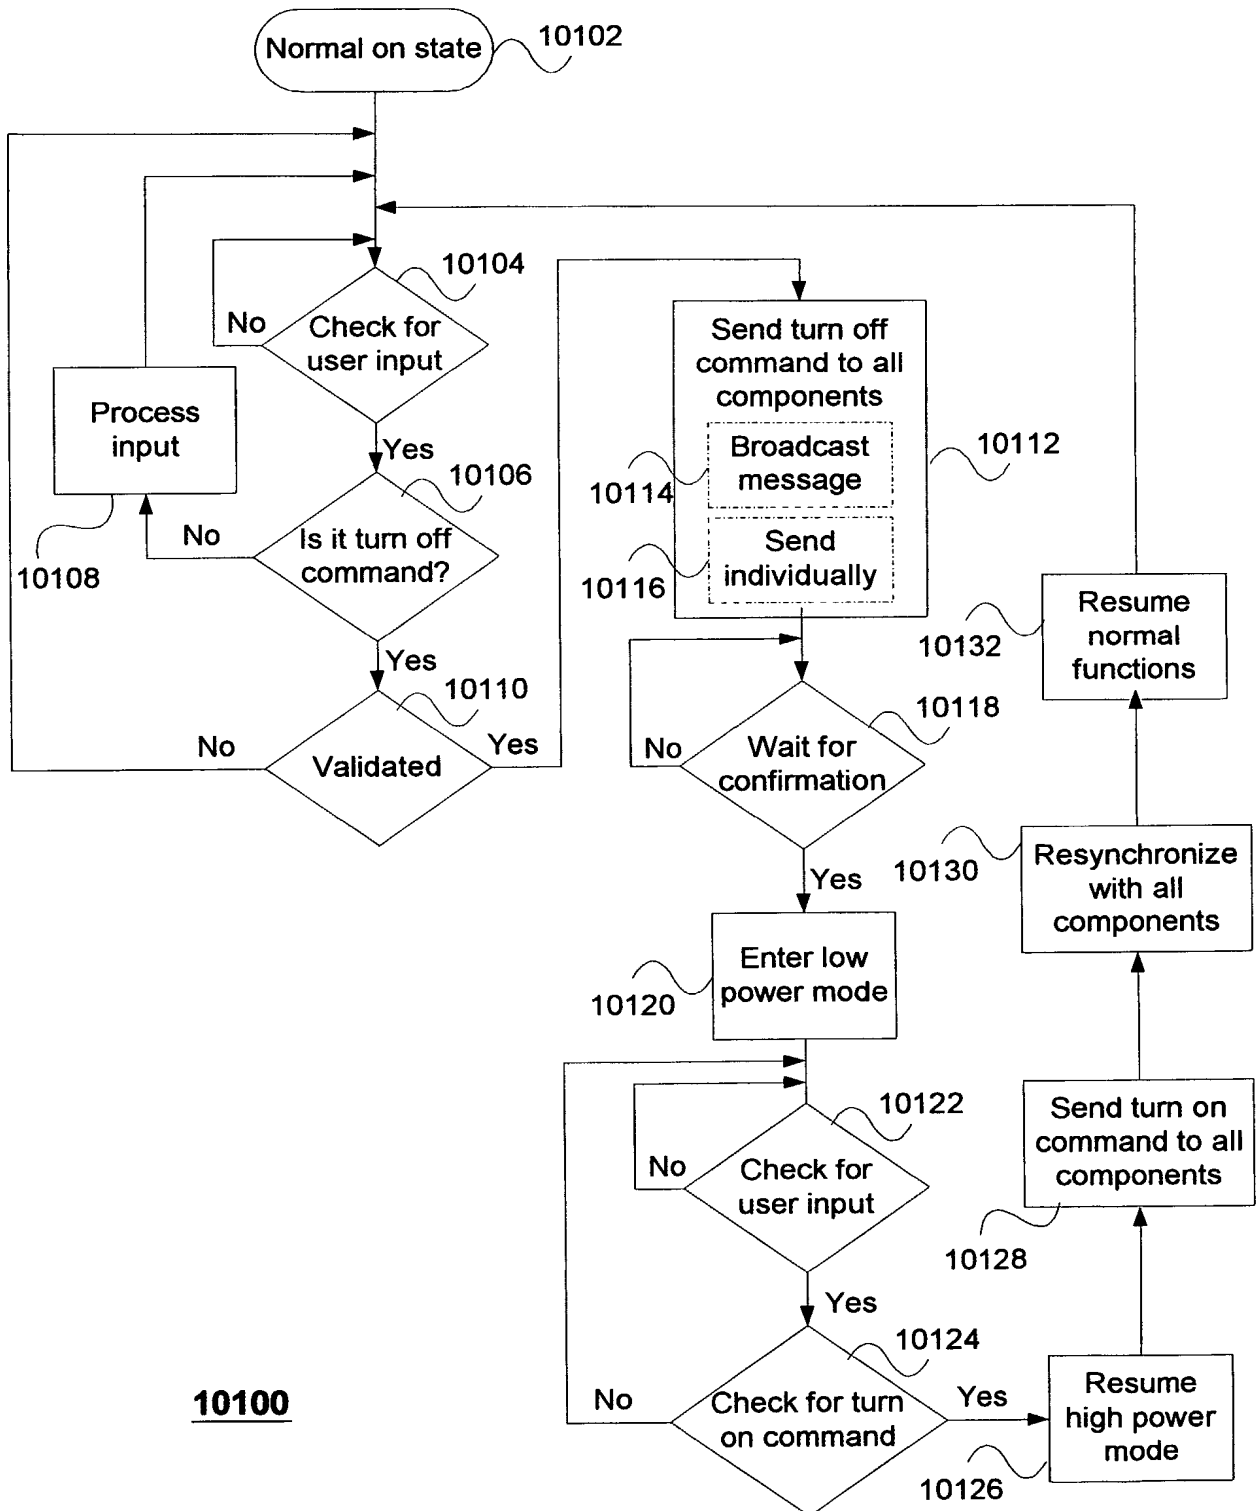 Normal on state
10102
10104
No
Check for
user input
Yes
Process
input
10108
10106
No
Is it turn off
command?
Yes
10110
No
Validated
Yes
Send turn off
command to all
components
10112
Broadcast
message
10114
Send
individually
10116
10118
No
Wait for
confirmation
Yes
Enter low
power mode
10120
10122
No
Check for
user input
Yes
10124
No
Check for turn
on command
Yes
Resume
high power
mode
10126
Send turn on
command to all
components
10128
Resynchronize
with all
components
10130
Resume
normal
functions
10132
10100